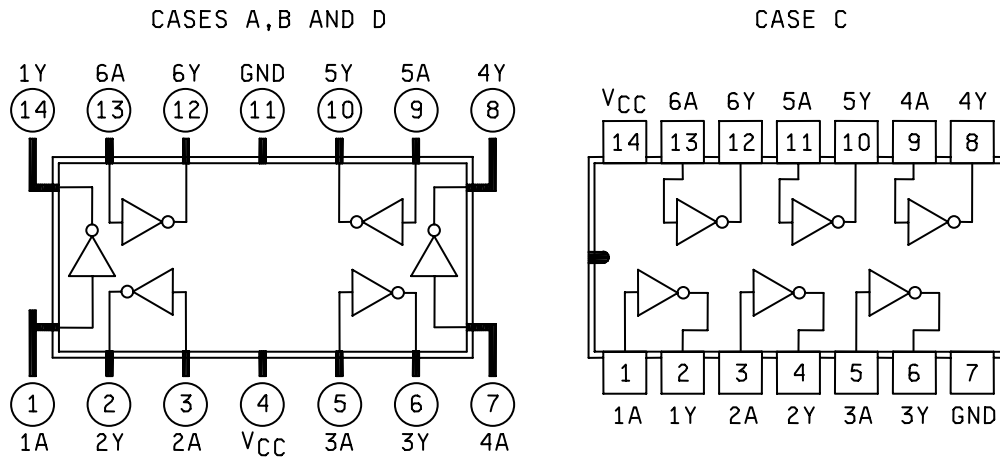 CASES A,B AND D
1Y 6A 6Y GND 5Y 5A 4Y
14 13 12 11 10 9 8
1 2 3 4 5 6 7
1A 2Y 2A VCC 3A 3Y 4A
CASE C
VCC 6A 6Y 5A 5Y 4A 4Y
14 13 12 11 10 9 8
1 2 3 4 5 6 7
1A 1Y 2A 2Y 3A 3Y GND